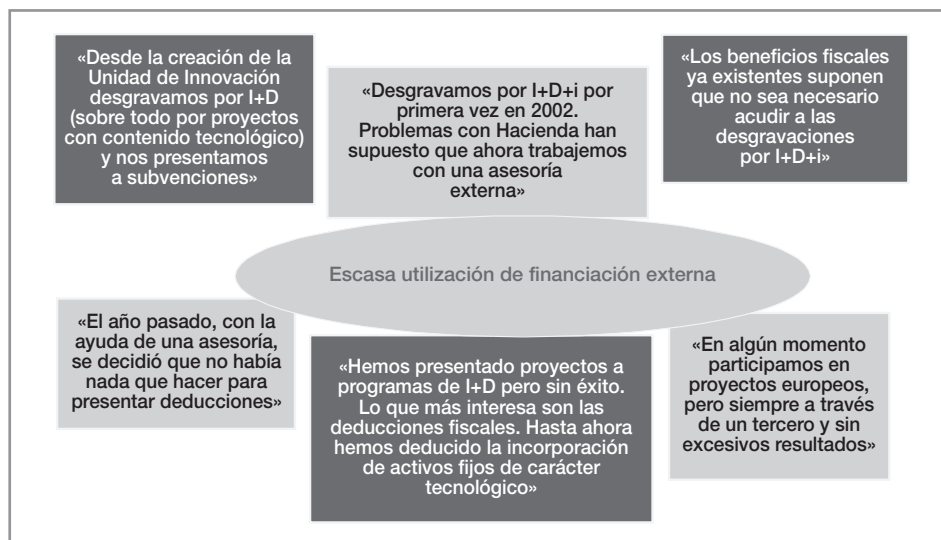 «Desde la creación de la
Unidad de Innovación
desgravamos por I+D
(sobre todo por proyectos
con contenido tecnológico)
y nos presentamos
a subvenciones»
«Desgravamos por I+D+i por
primera vez en 2002.
Problemas con Hacienda han
supuesto que ahora trabajemos
con una asesoría
externa»
«Los beneficios fiscales
ya existentes suponen
que no sea necesario
acudir a las
desgravaciones
por I+D+i»
Escasa utilización de financiación externa
«El año pasado, con la
ayuda de una asesoría,
se decidió que no había
nada que hacer para
presentar deducciones»
«Hemos presentado proyectos a
programas de I+D pero sin éxito.
Lo que más interesa son las
deducciones fiscales. Hasta ahora
hemos deducido la incorporación
de activos fijos de carácter
tecnológico»
«En algún momento
participamos en
proyectos europeos,
pero siempre a través
de un tercero y sin
excesivos resultados»